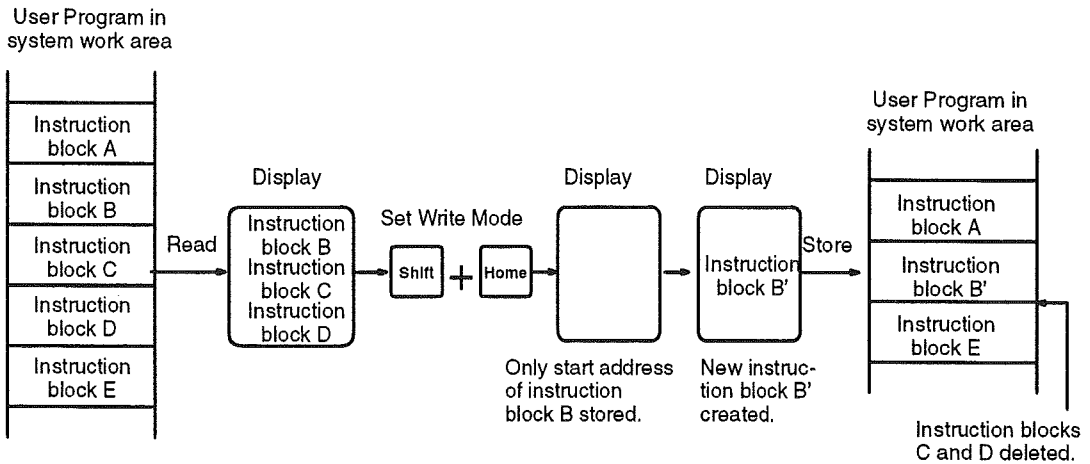 User Program in
system work area
Instruction
block A
Instruction
block B
Instruction
block C
Instruction
block D
Instruction
block E
Read
Display
Instruction
block B
Instruction
block C
Instruction
block D
Set Write Mode
Shift
+
Home
Display
Only start address
of instruction
block B stored.
Display
Instruction
block B'
New instruc-
tion block B'
created.
Store
User Program in
system work area
Instruction
block A
Instruction
block B'
Instruction
block E
Instruction blocks
C and D deleted.